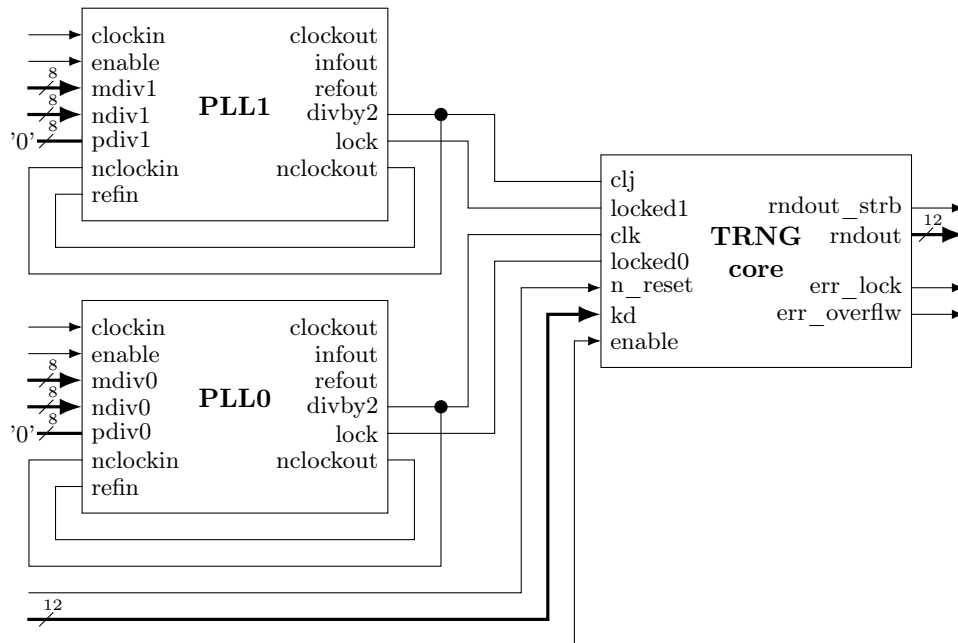 clockin clockout
enable infout
8 mdiv1 refout
8 ndiv1 PLL1 divby2
'0' 8 pdiv1 lock
nclockin nclockout
refin
clj
locked1 rndout_strb
clk TRNG rndout 12
locked0 core
n_reset err_lock
kd err_overflw
enable
clockin clockout
enable infout
8 mdiv0 refout
8 ndiv0 PLL0 divby2
'0' 8 pdiv0 lock
nclockin nclockout
refin
12